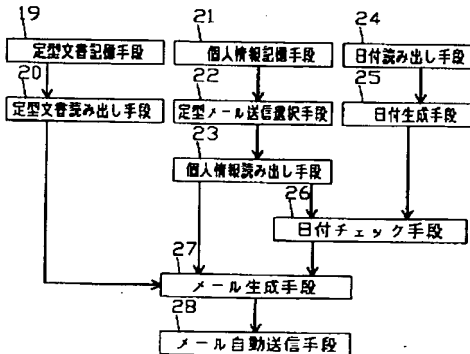 19
定型文書記憶手段
21
個人情報記憶手段
24
日付読み出し手段
20
定型文書読み出し手段
22
定型メール送信選択手段
25
日付生成手段
23
個人情報読み出し手段
26
日付チェック手段
27
メール生成手段
28
メール自動送信手段